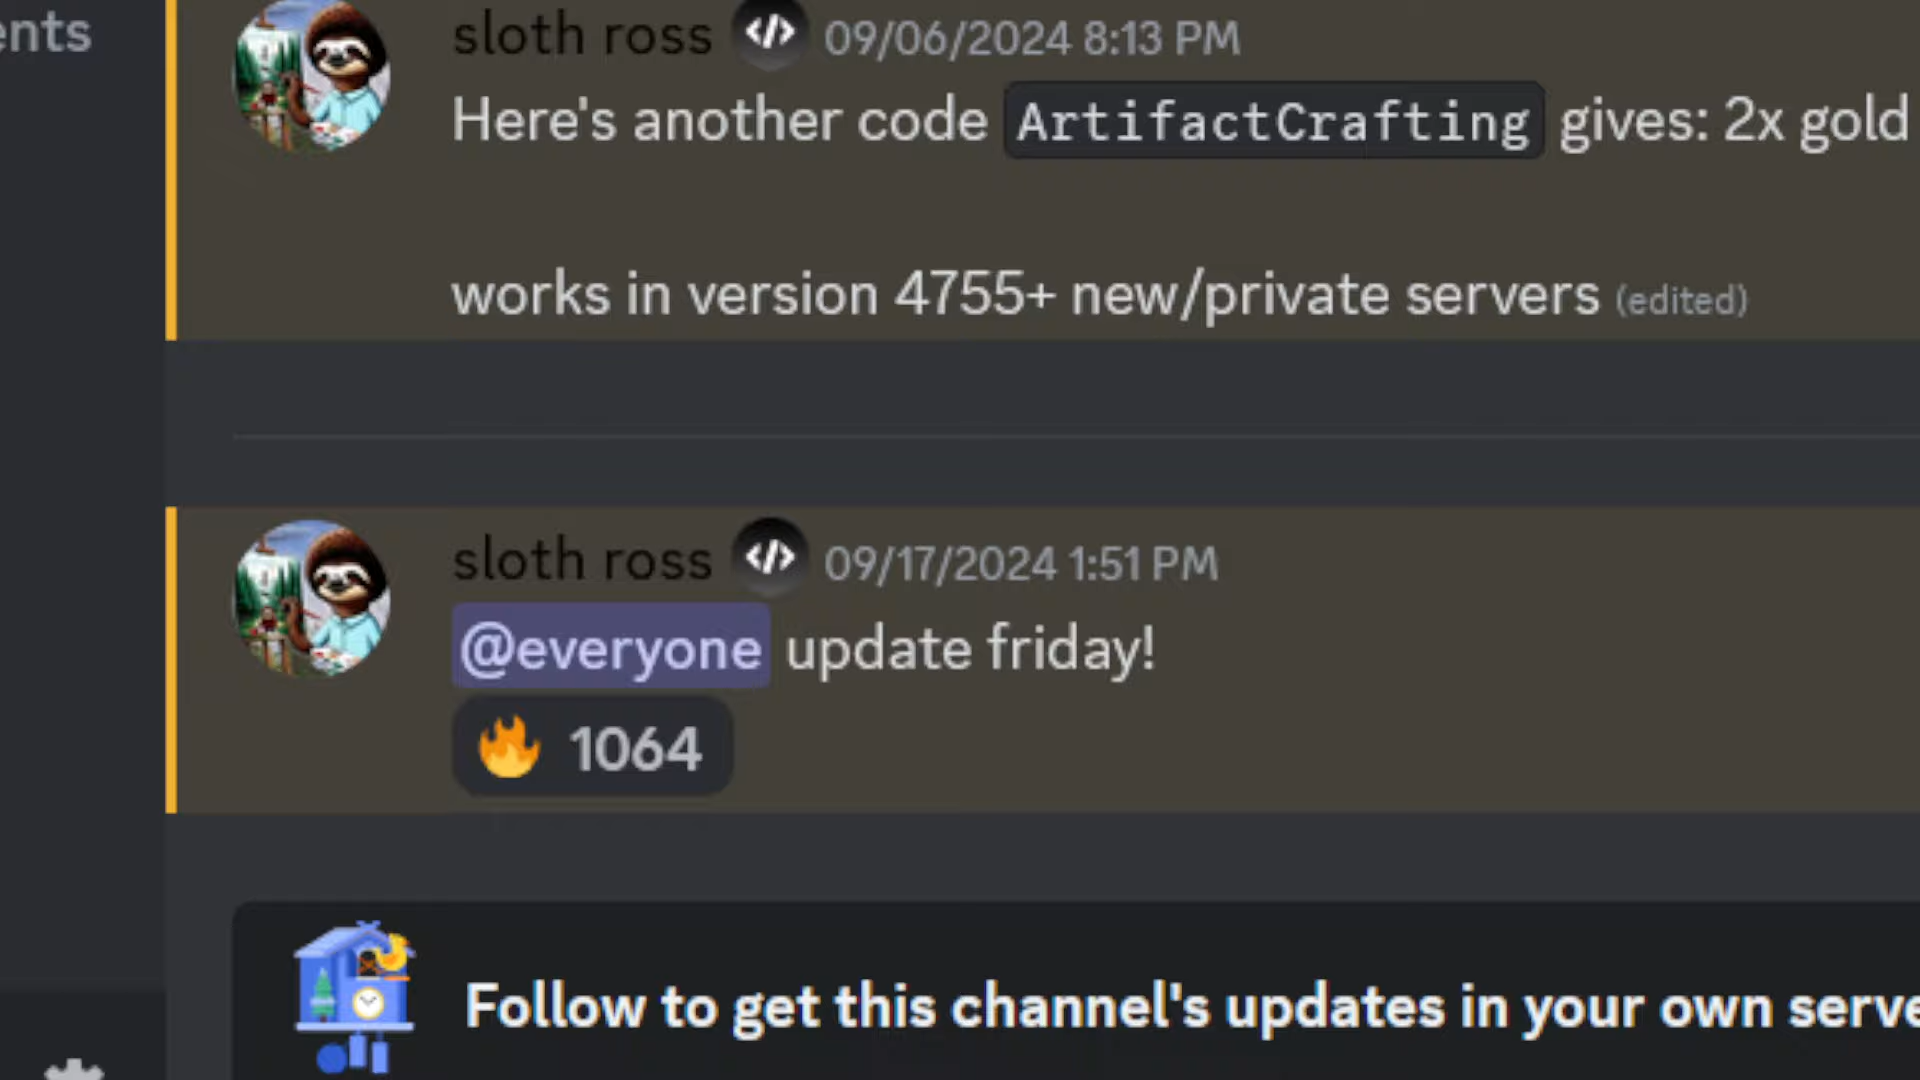 ents
sloth ross </> 09/06/2024 8:13 PM
Here's another code ArtifactCrafting gives: 2x gold
works in version 4755+ new/private servers (edited)
sloth ross </> 09/17/2024 1:51 PM
@everyone update friday!
🔥 1064
Follow to get this channel's updates in your own serve